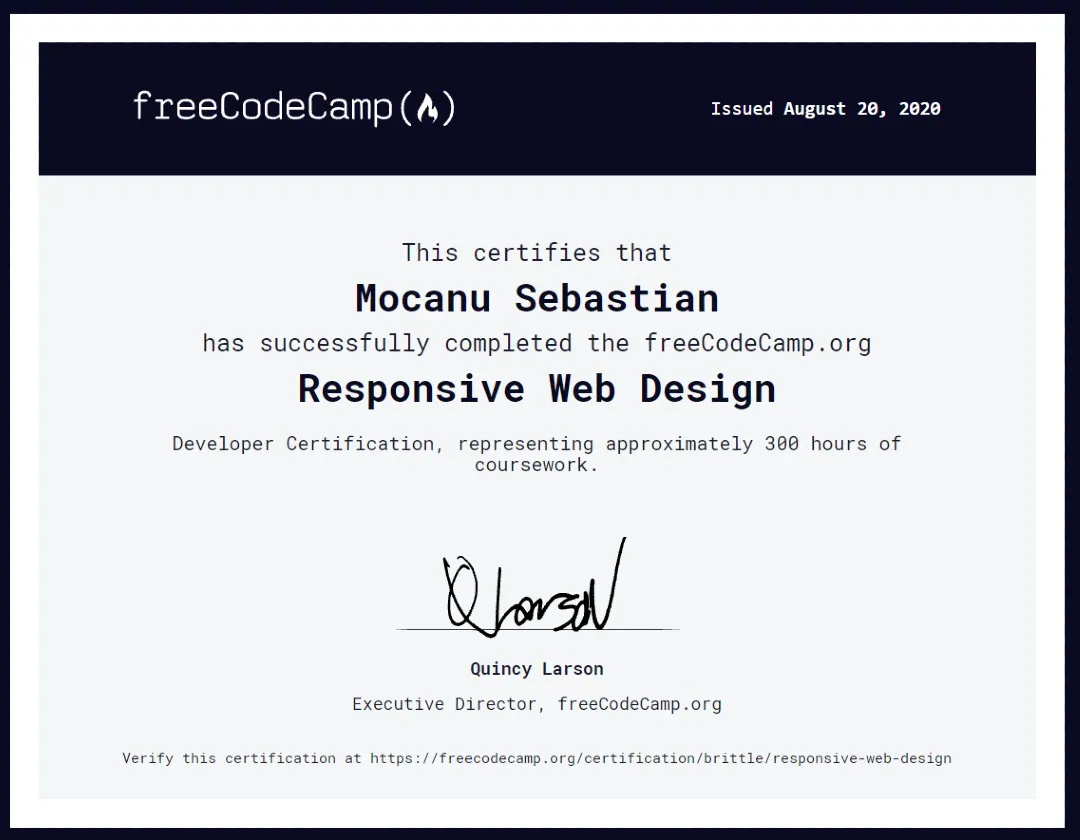 freeCodeCamp(🔥)
Issued August 20, 2020
This certifies that
Mocanu Sebastian
has successfully completed the freeCodeCamp.org
Responsive Web Design
Developer Certification, representing approximately 300 hours of
coursework.
Q Larson
Quincy Larson
Executive Director, freeCodeCamp.org
Verify this certification at https://freecodecamp.org/certification/brittle/responsive-web-design